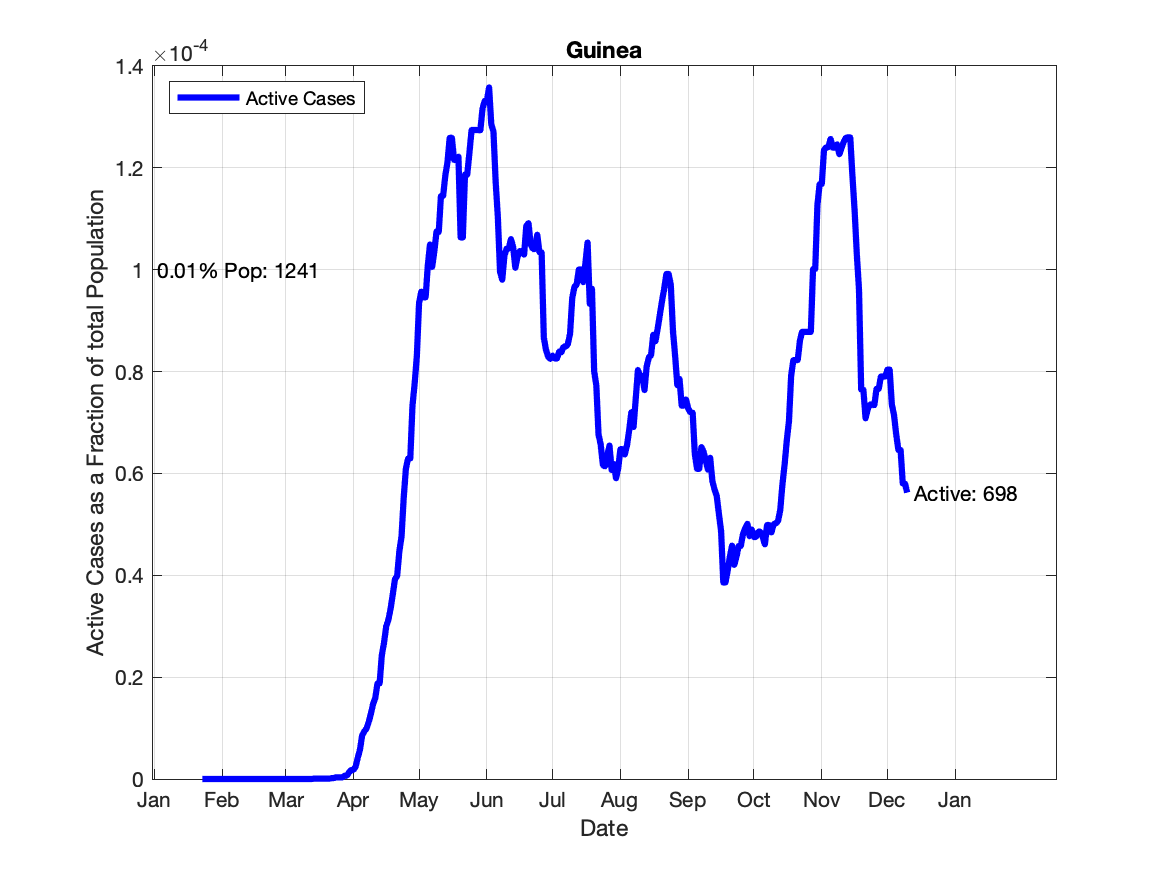 Guinea
×10⁻⁴
1.4
Active Cases
1.2
1
0.01% Pop: 1241
0.8
0.6
Active: 698
0.4
0.2
0
Active Cases as a Fraction of total Population
Jan Feb Mar Apr May Jun Jul Aug Sep Oct Nov Dec Jan
Date